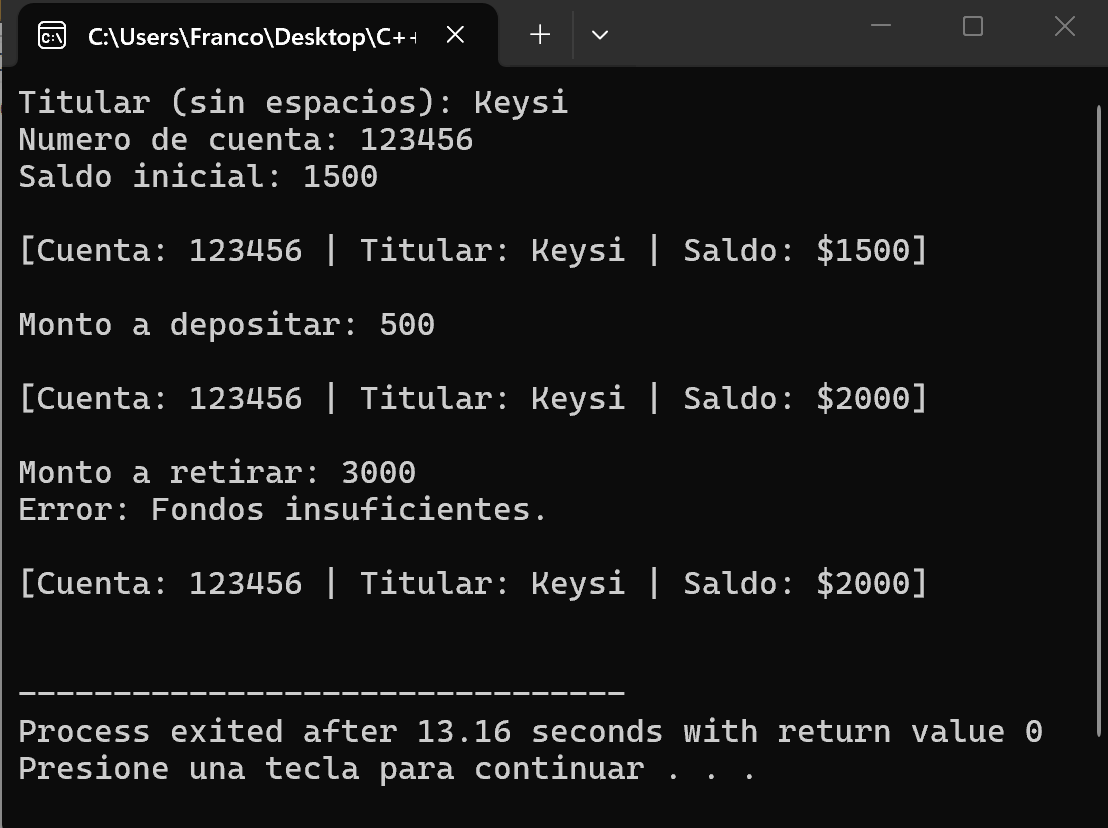 C:\Users\Franco\Desktop\C++
Titular (sin espacios): Keysi
Numero de cuenta: 123456
Saldo inicial: 1500
[Cuenta: 123456 | Titular: Keysi | Saldo: $1500]
Monto a depositar: 500
[Cuenta: 123456 | Titular: Keysi | Saldo: $2000]
Monto a retirar: 3000
Error: Fondos insuficientes.
[Cuenta: 123456 | Titular: Keysi | Saldo: $2000]
--------------------------------
Process exited after 13.16 seconds with return value 0
Presione una tecla para continuar . . .